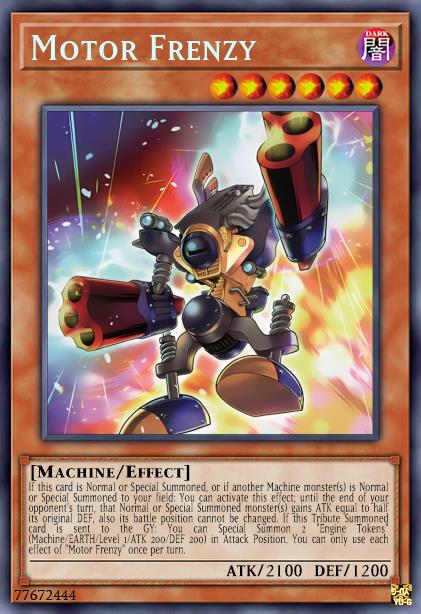 MOTOR FRENZY
DARK
闇
[MACHINE/EFFECT]
If this card is Normal or Special Summoned, or if another Machine monster(s) is Normal
or Special Summoned to your field: You can activate this effect; until the end of your
opponent's turn, that Normal or Special Summoned monster(s) gains ATK equal to half
its original DEF, also its battle position cannot be changed. If this Tribute Summoned
card is sent to the GY: You can Special Summon 2 "Engine Tokens"
(Machine/EARTH/Level 1/ATK 200/DEF 200) in Attack Position. You can only use each
effect of "Motor Frenzy" once per turn.
ATK/2100 DEF/1200
77672444